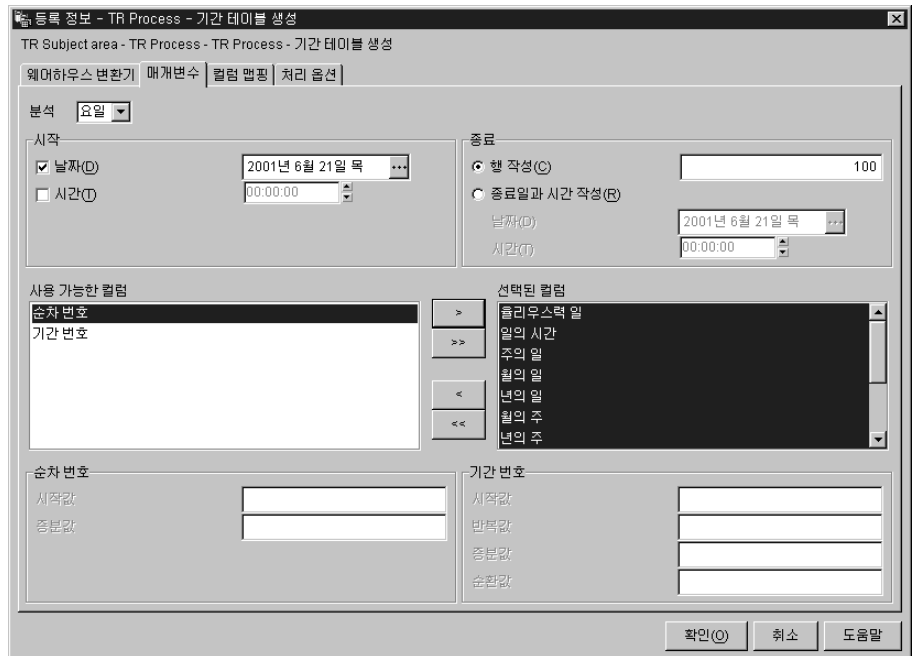 등록 정보 - TR Process - 기간 테이블 생성
TR Subject area - TR Process - TR Process - 기간 테이블 생성
웨어하우스 변환기 매개변수 컬럼 맵핑 처리 옵션
분석 요일
시작
날짜(D) 2001년 6월 21일 목 ...
시간(T) 00:00:00
종료
행 작성(C) 100
종료일과 시간 작성(R)
날짜(D) 2001년 6월 21일 목 ...
시간(T) 00:00:00
사용 가능한 컬럼
순차 번호
기간 번호
>
>>
<
<<
선택된 컬럼
율리우스력 일
일의 시간
주의 일
월의 일
년의 일
월의 주
년의 주
순차 번호
시작값
증분값
기간 번호
시작값
반복값
증분값
순환값
확인(O) 취소 도움말